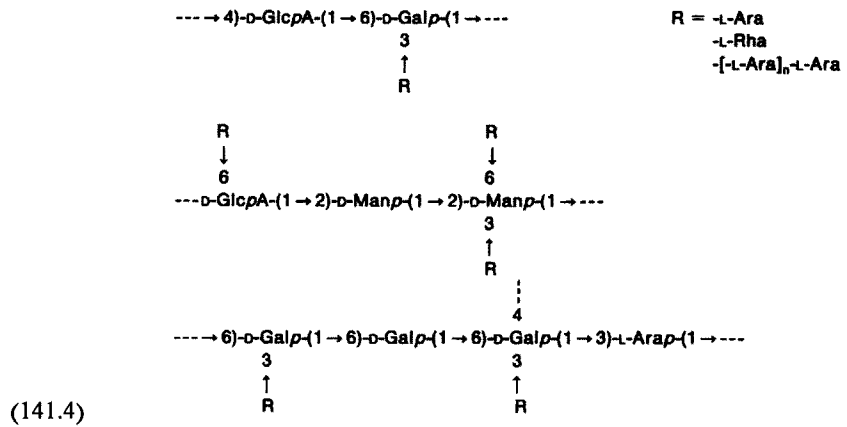 --- → 4)-D-GlcpA-(1 → 6)-D-Galp-(1 → --- R = -L-Ara
3 -L-Rha
↑ -[-L-Ara]n-L-Ara
R
R R
↓ ↓
6 6
---D-GlcpA-(1 → 2)-D-Manp-(1 → 2)-D-Manp-(1 → ---
3
↑
R
4
--- → 6)-D-Galp-(1 → 6)-D-Galp-(1 → 6)-D-Galp-(1 → 3)-L-Arap-(1 → ---
3 3
↑ ↑
(141.4) R R